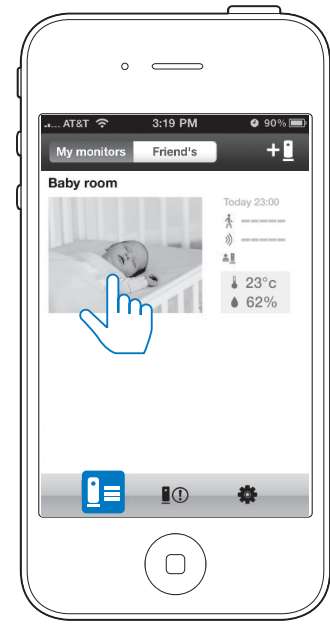 AT&T 3:19 PM 90%
My monitors Friend's +
Baby room
Today 23:00
23°c
62%